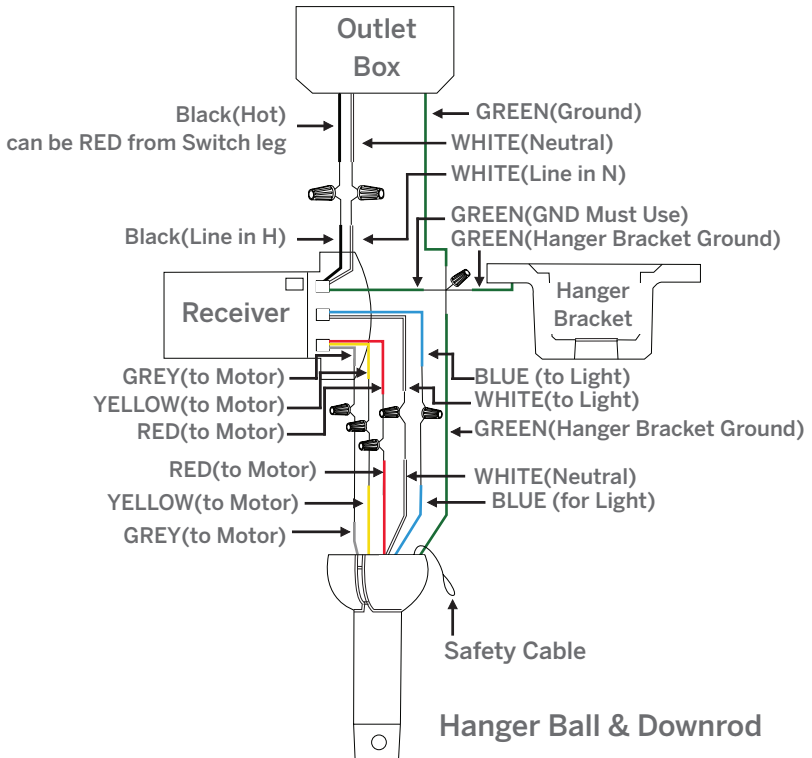 Outlet
Box
Black(Hot)
can be RED from Switch leg
GREEN(Ground)
WHITE(Neutral)
WHITE(Line in N)
GREEN(GND Must Use)
Black(Line in H)
GREEN(Hanger Bracket Ground)
Receiver
Hanger
Bracket
GREY(to Motor)
YELLOW(to Motor)
RED(to Motor)
BLUE (to Light)
WHITE(to Light)
GREEN(Hanger Bracket Ground)
RED(to Motor)
YELLOW(to Motor)
GREY(to Motor)
WHITE(Neutral)
BLUE (for Light)
Safety Cable
Hanger Ball & Downrod